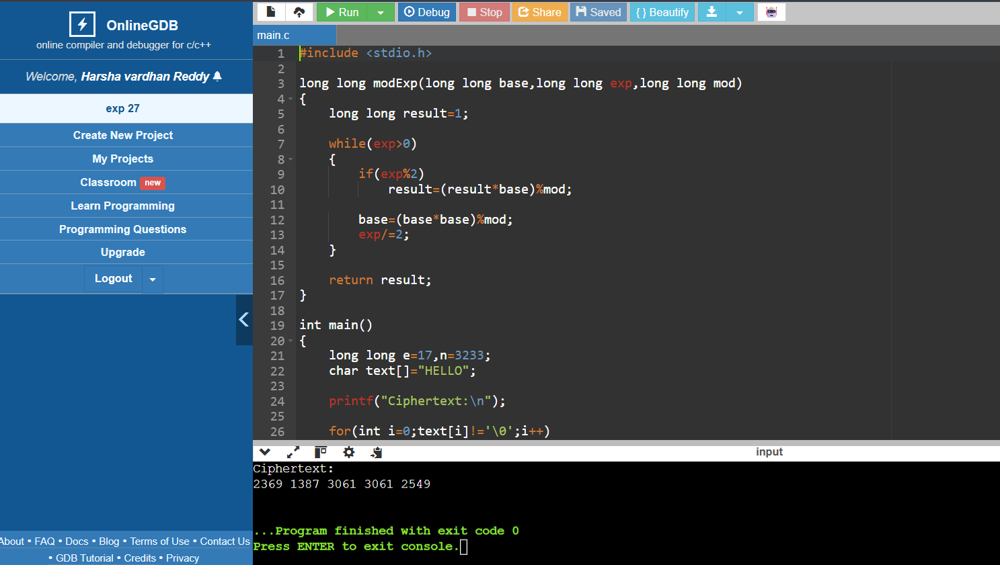 OnlineGDB
online compiler and debugger for c/c++
Welcome, Harsha vardhan Reddy
exp 27
Create New Project
My Projects
Classroom new
Learn Programming
Programming Questions
Upgrade
Logout
About • FAQ • Docs • Blog • Terms of Use • Contact Us
• GDB Tutorial • Credits • Privacy
Run Debug Stop Share Saved {} Beautify
main.c
1 #include <stdio.h>
2
3 long long modExp(long long base,long long exp,long long mod)
4 {
5     long long result=1;
6
7     while(exp>0)
8     {
9         if(exp%2)
10             result=(result*base)%mod;
11
12         base=(base*base)%mod;
13         exp/=2;
14     }
15
16     return result;
17 }
18
19 int main()
20 {
21     long long e=17,n=3233;
22     char text[]="HELLO";
23
24     printf("Ciphertext:\n");
25
26     for(int i=0;text[i]!='\0';i++)
input
Ciphertext:
2369 1387 3061 3061 2549
...Program finished with exit code 0
Press ENTER to exit console.